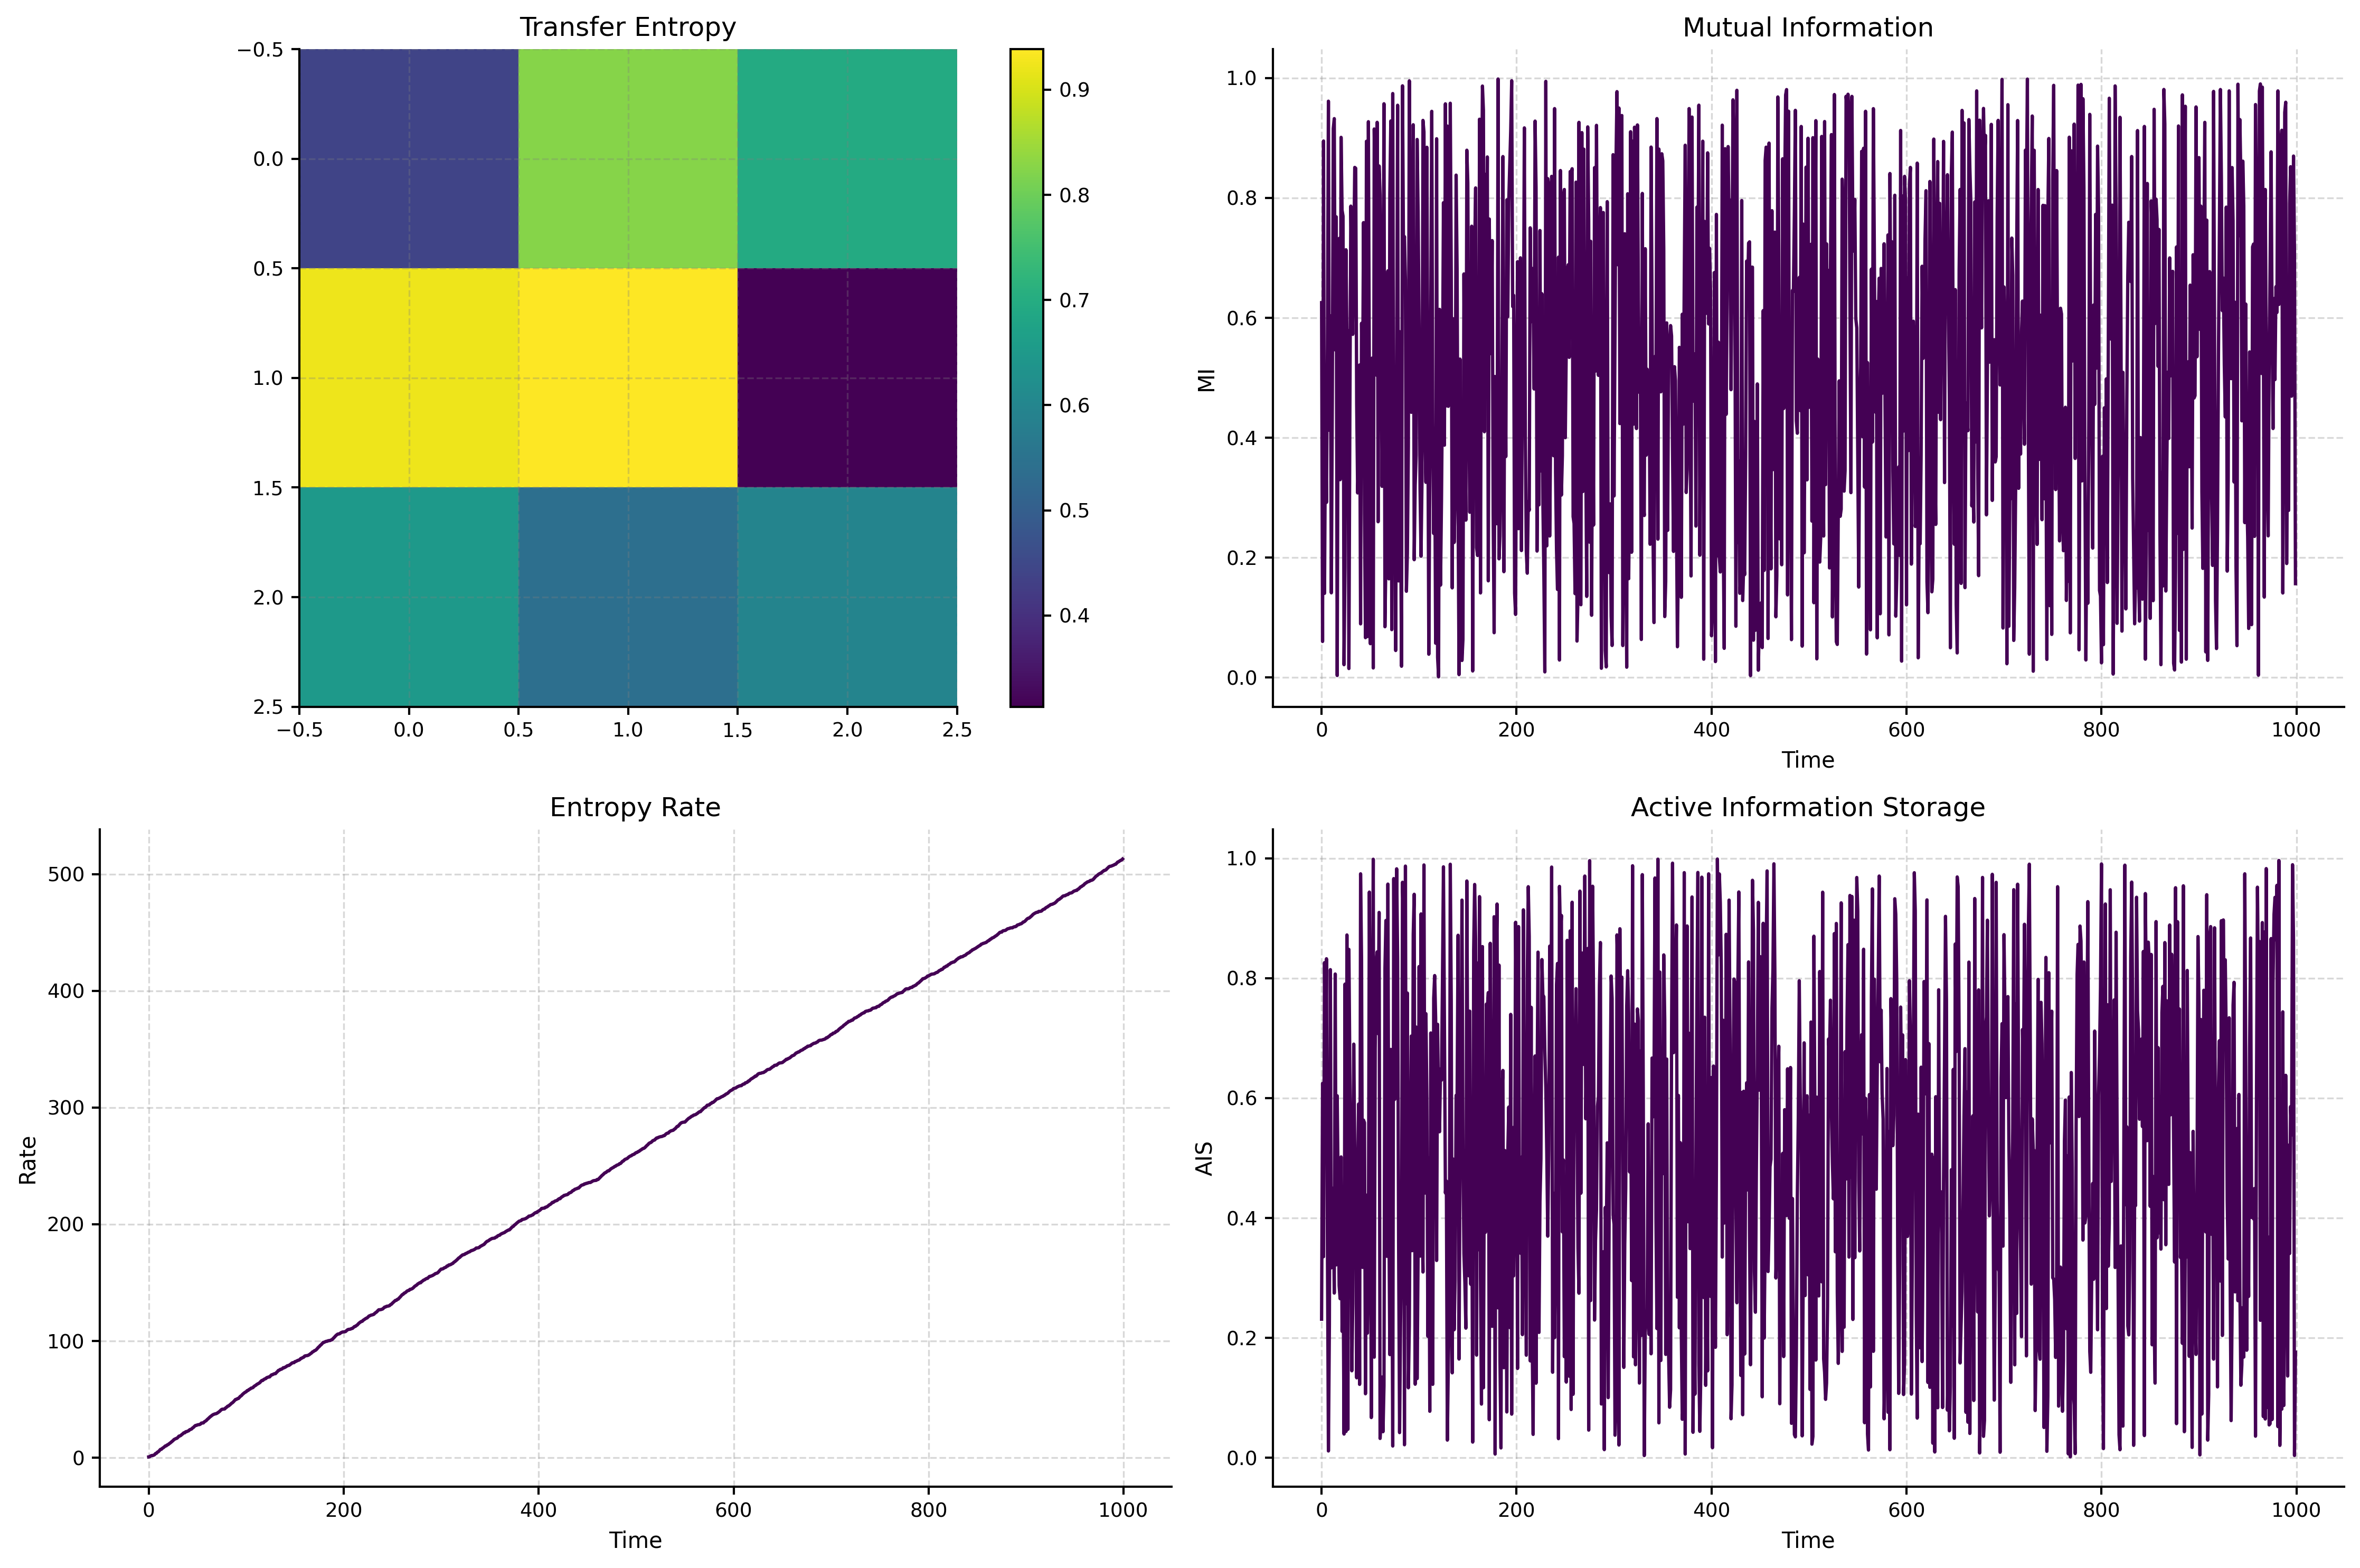 Transfer Entropy
−0.5
0.0
0.5
1.0
1.5
2.0
2.5
−0.5 0.0 0.5 1.0 1.5 2.0 2.5
0.9
0.8
0.7
0.6
0.5
0.4
Mutual Information
MI
1.0
0.8
0.6
0.4
0.2
0.0
0 200 400 600 800 1000
Time
Entropy Rate
Rate
500
400
300
200
100
0
0 200 400 600 800 1000
Time
Active Information Storage
AIS
1.0
0.8
0.6
0.4
0.2
0.0
0 200 400 600 800 1000
Time